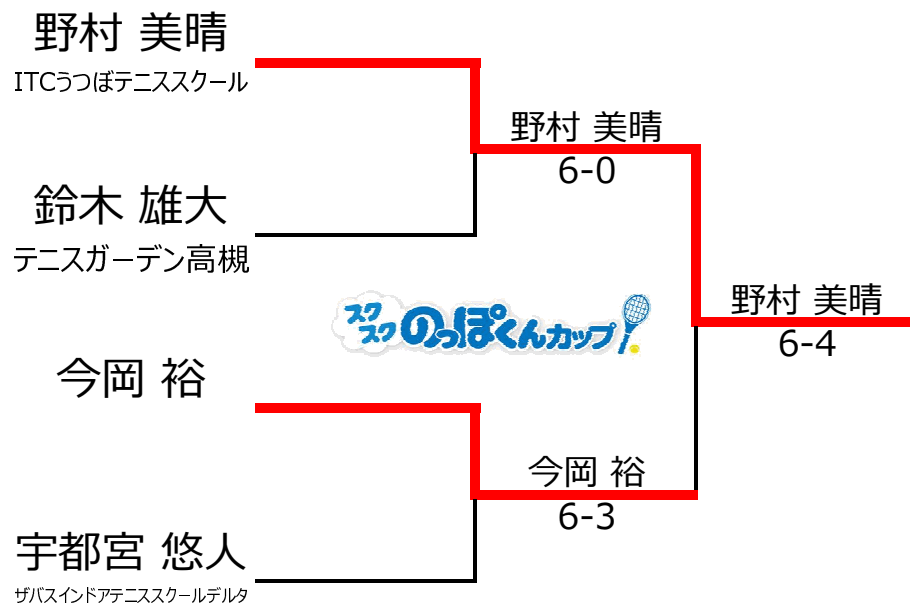 野村 美晴
ITCうつぼテニススクール
鈴木 雄大
テニスガーデン高槻
今岡 裕
宇都宮 悠人
ザバスインドアテニススクールデルタ
野村 美晴
6-0
今岡 裕
6-3
野村 美晴
6-4
スクスク
のっぽくんカップ